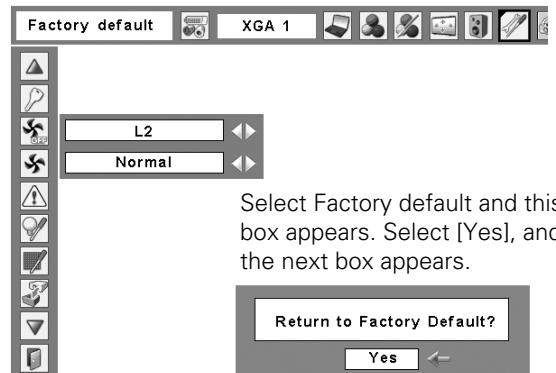 Factory default
XGA 1
OFF
L2
Normal
Select Factory default and this
box appears. Select [Yes], and
the next box appears.
Return to Factory Default?
Yes